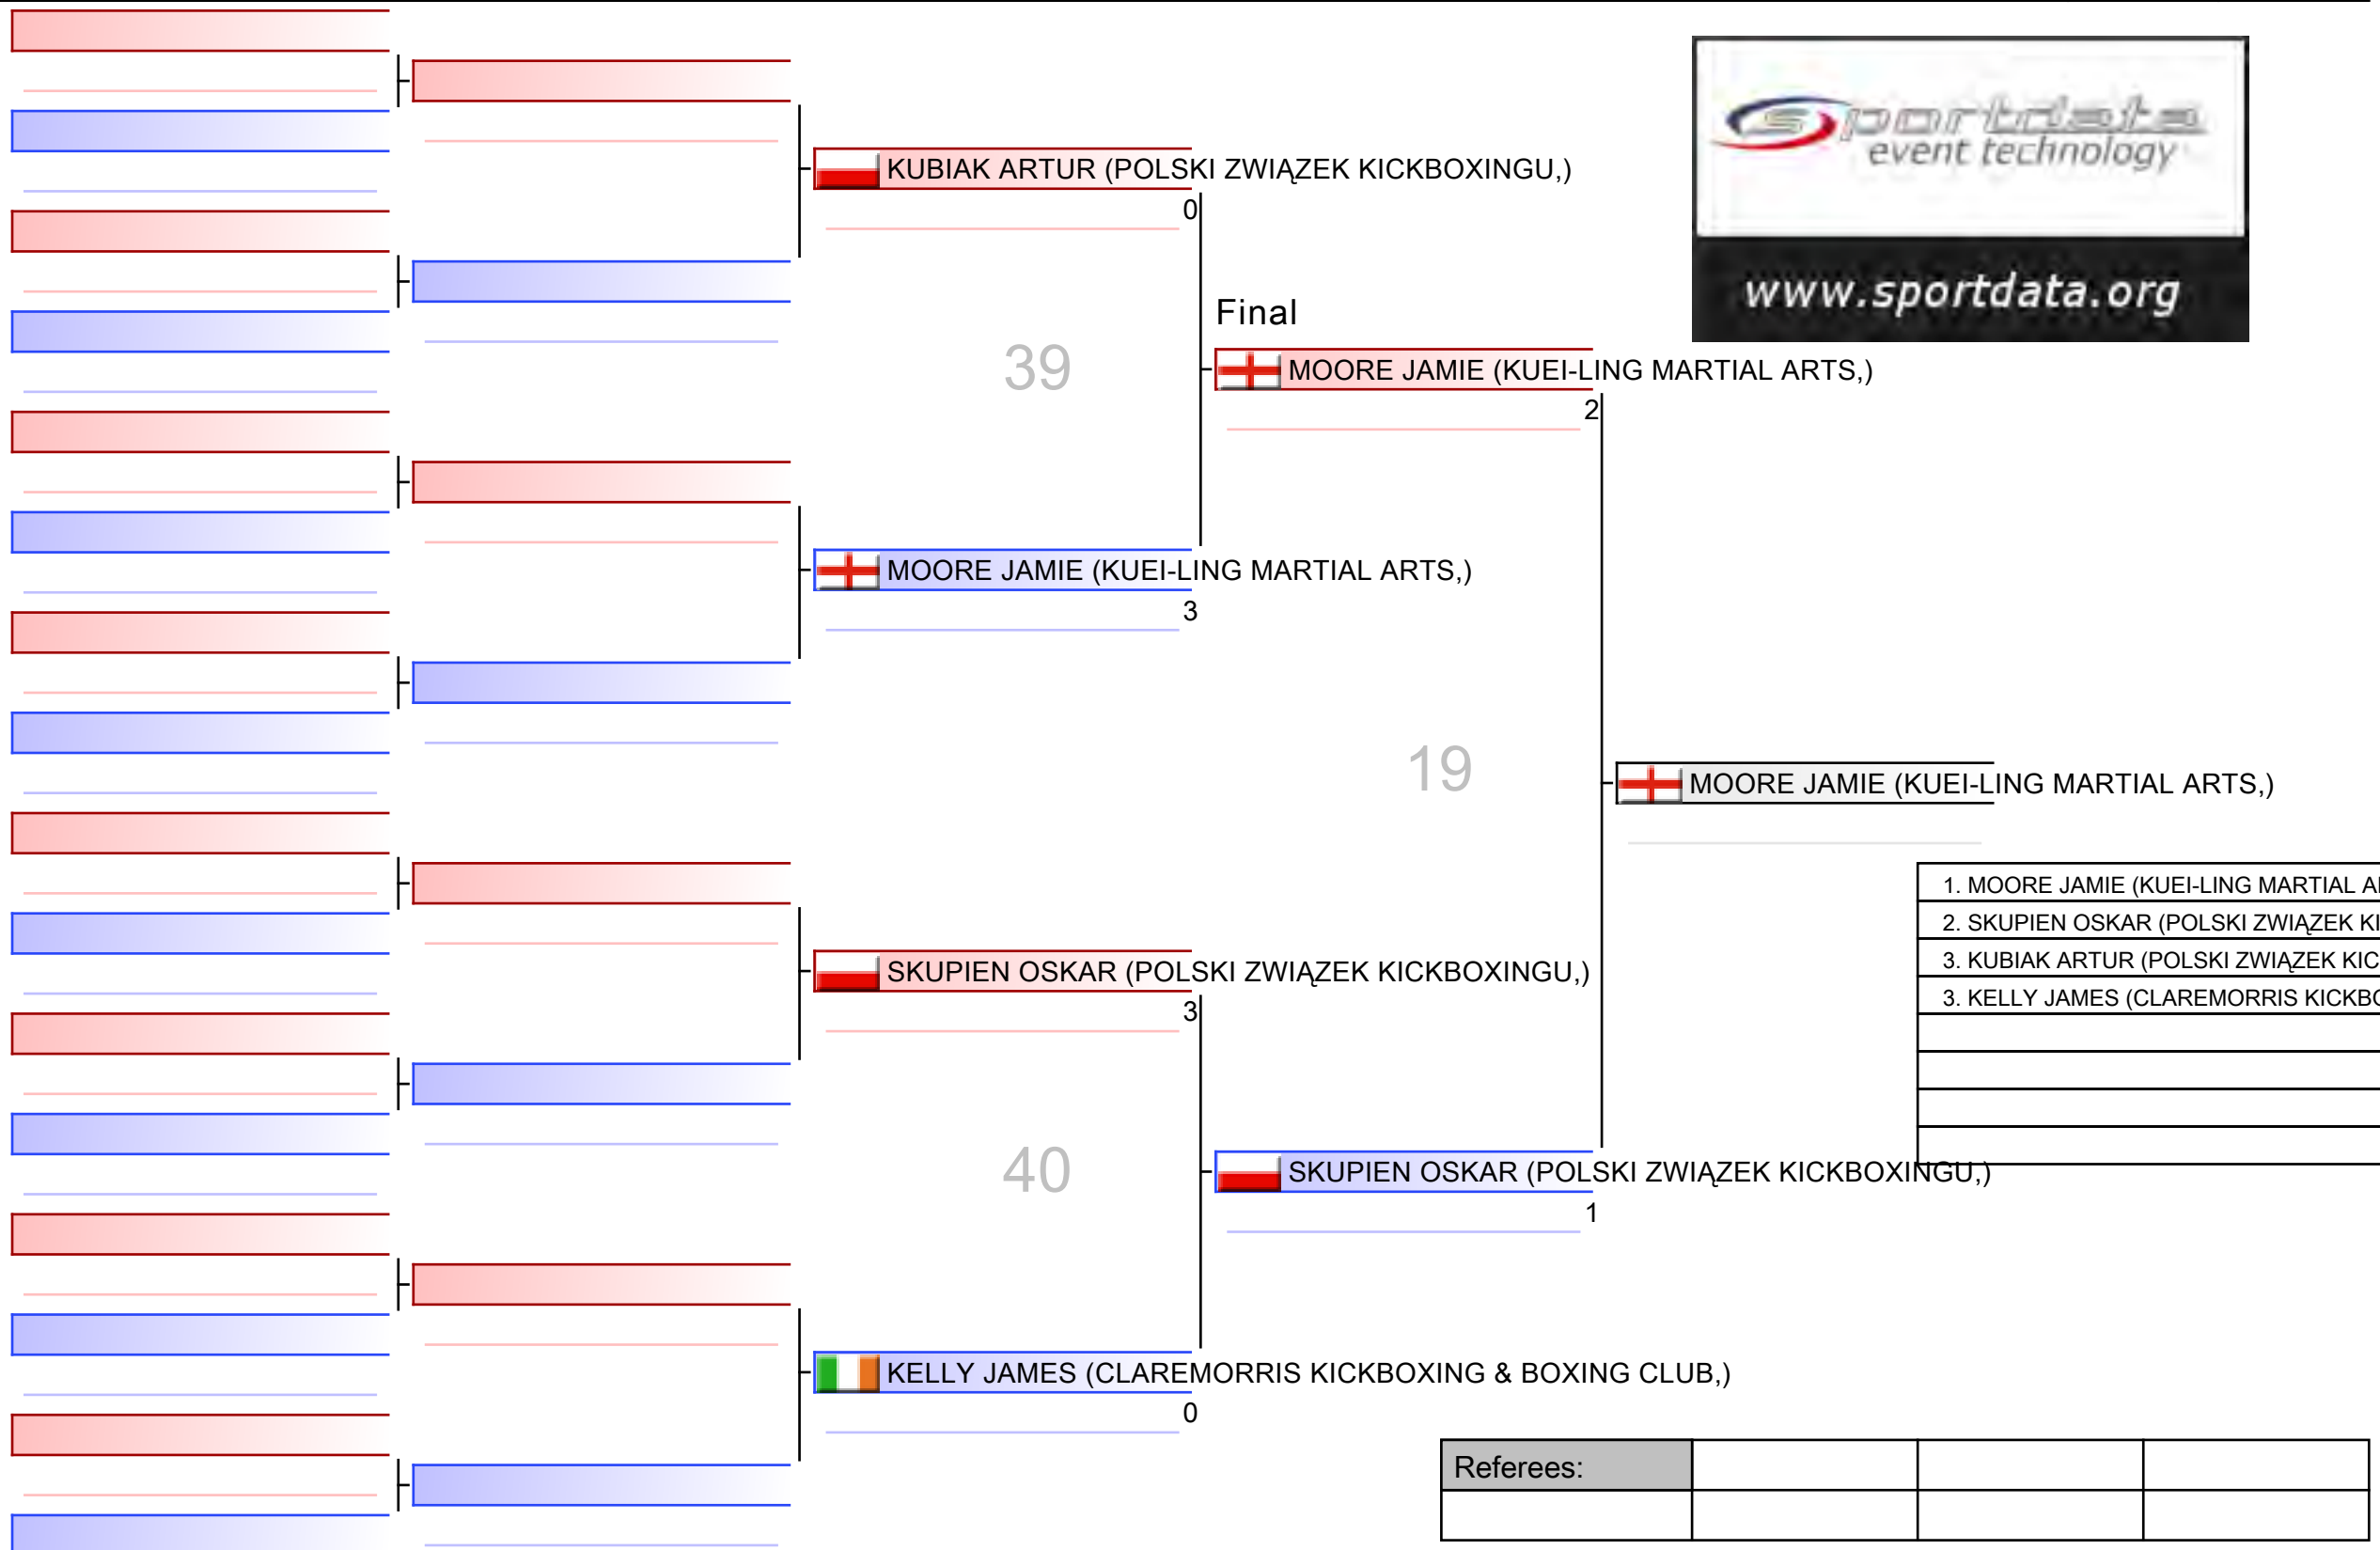 sportdata
event technology
www.sportdata.org
KUBIAK ARTUR (POLSKI ZWIĄZEK KICKBOXINGU,)
0
Final
39
MOORE JAMIE (KUEI-LING MARTIAL ARTS,)
2
MOORE JAMIE (KUEI-LING MARTIAL ARTS,)
3
19
MOORE JAMIE (KUEI-LING MARTIAL ARTS,)
1. MOORE JAMIE (KUEI-LING MARTIAL
2. SKUPIEN OSKAR (POLSKI ZWIĄZEK KI
3. KUBIAK ARTUR (POLSKI ZWIĄZEK KIC
3. KELLY JAMES (CLAREMORRIS KICKB
SKUPIEN OSKAR (POLSKI ZWIĄZEK KICKBOXINGU,)
3
40
SKUPIEN OSKAR (POLSKI ZWIĄZEK KICKBOXINGU,)
1
KELLY JAMES (CLAREMORRIS KICKBOXING & BOXING CLUB,)
0
Referees: